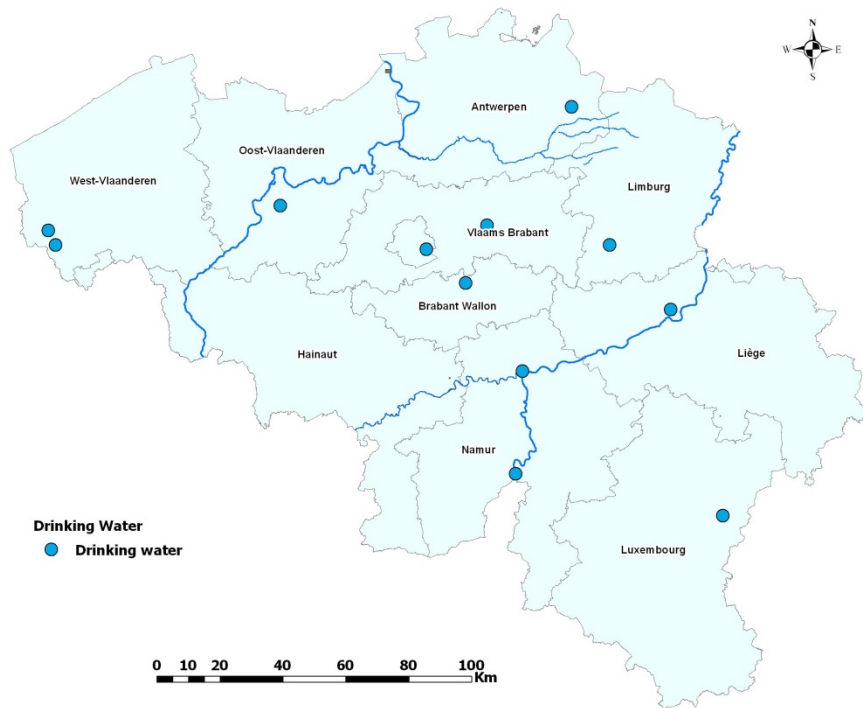 N
W E
S
Antwerpen
Oost-Vlaanderen
West-Vlaanderen
Limburg
Vlaams Brabant
Brabant Wallon
Hainaut
Liège
Namur
Luxembourg
Drinking Water
Drinking water
0 10 20 40 60 80 100
Km